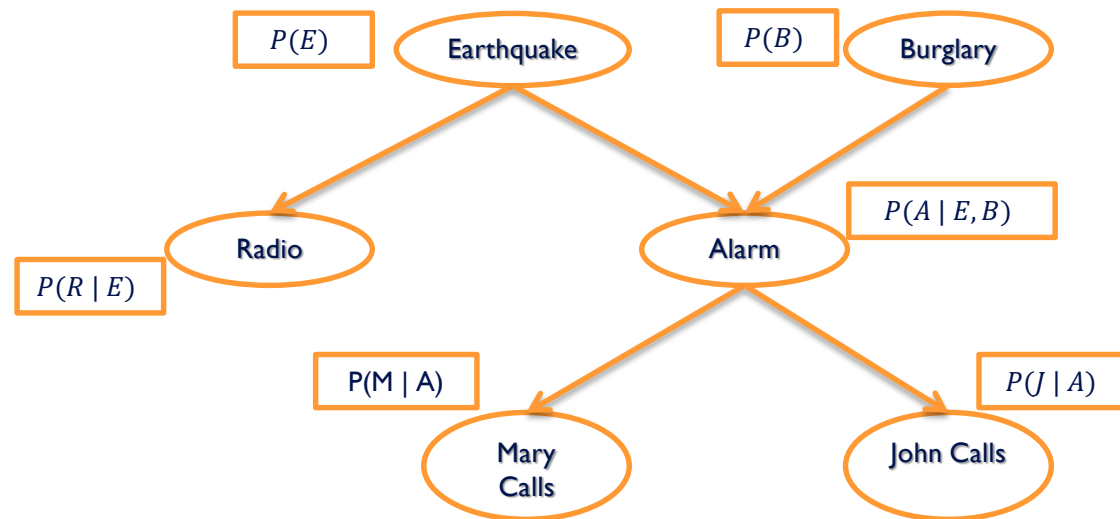 P(E)
Earthquake
P(B)
Burglary
Radio
Alarm
P(A | E, B)
P(R | E)
P(M | A)
P(J | A)
Mary
Calls
John Calls